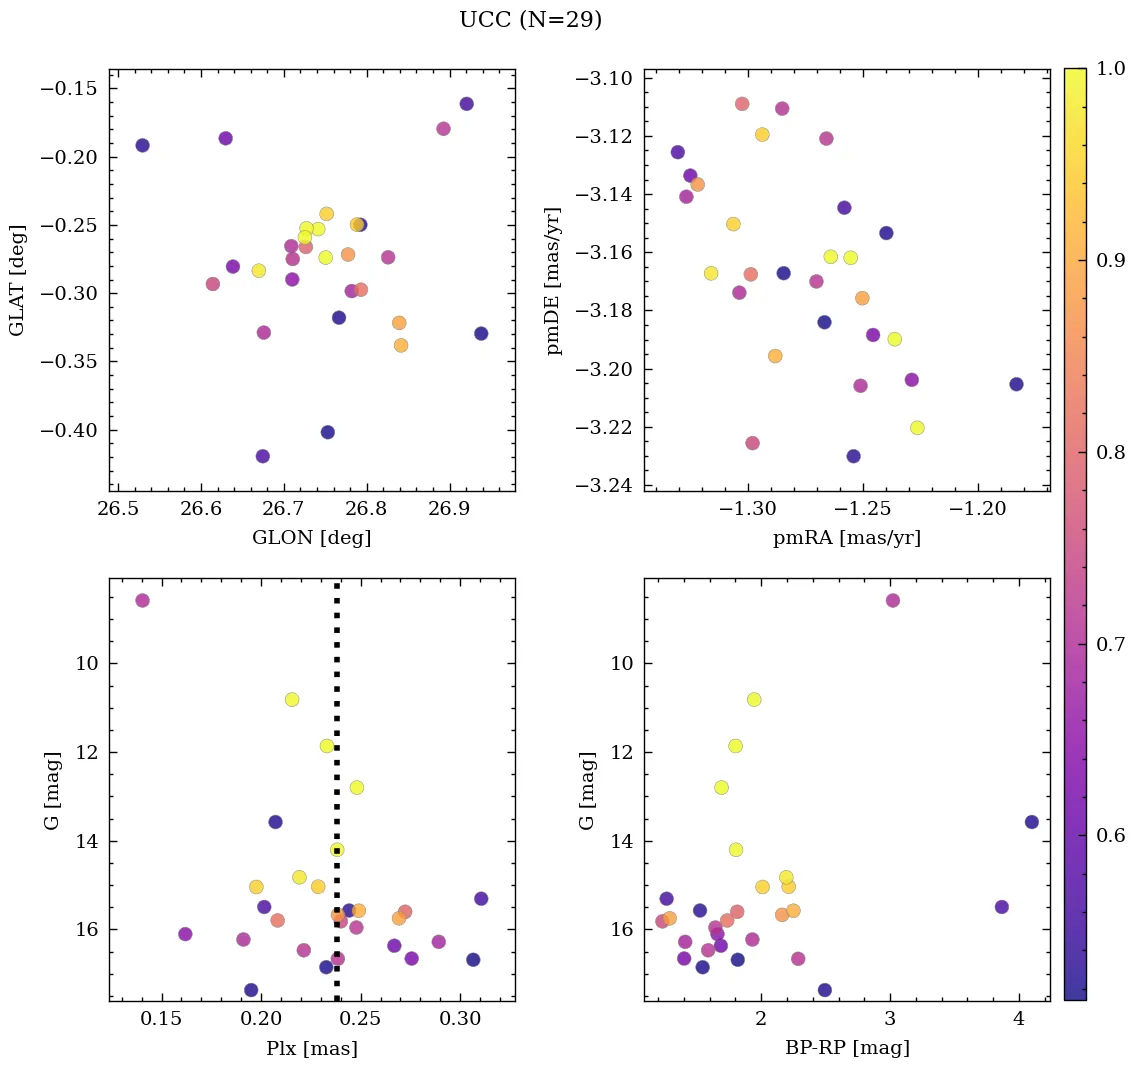 UCC (N=29)
−0.15
−0.20
−0.25
−0.30
−0.35
−0.40
GLAT [deg]
26.5 26.6 26.7 26.8 26.9
GLON [deg]
−3.10
−3.12
−3.14
−3.16
−3.18
−3.20
−3.22
−3.24
pmDE [mas/yr]
−1.30 −1.25 −1.20
pmRA [mas/yr]
10
12
14
16
G [mag]
0.15 0.20 0.25 0.30
Plx [mas]
10
12
14
16
G [mag]
2 3 4
BP-RP [mag]
1.0
0.9
0.8
0.7
0.6